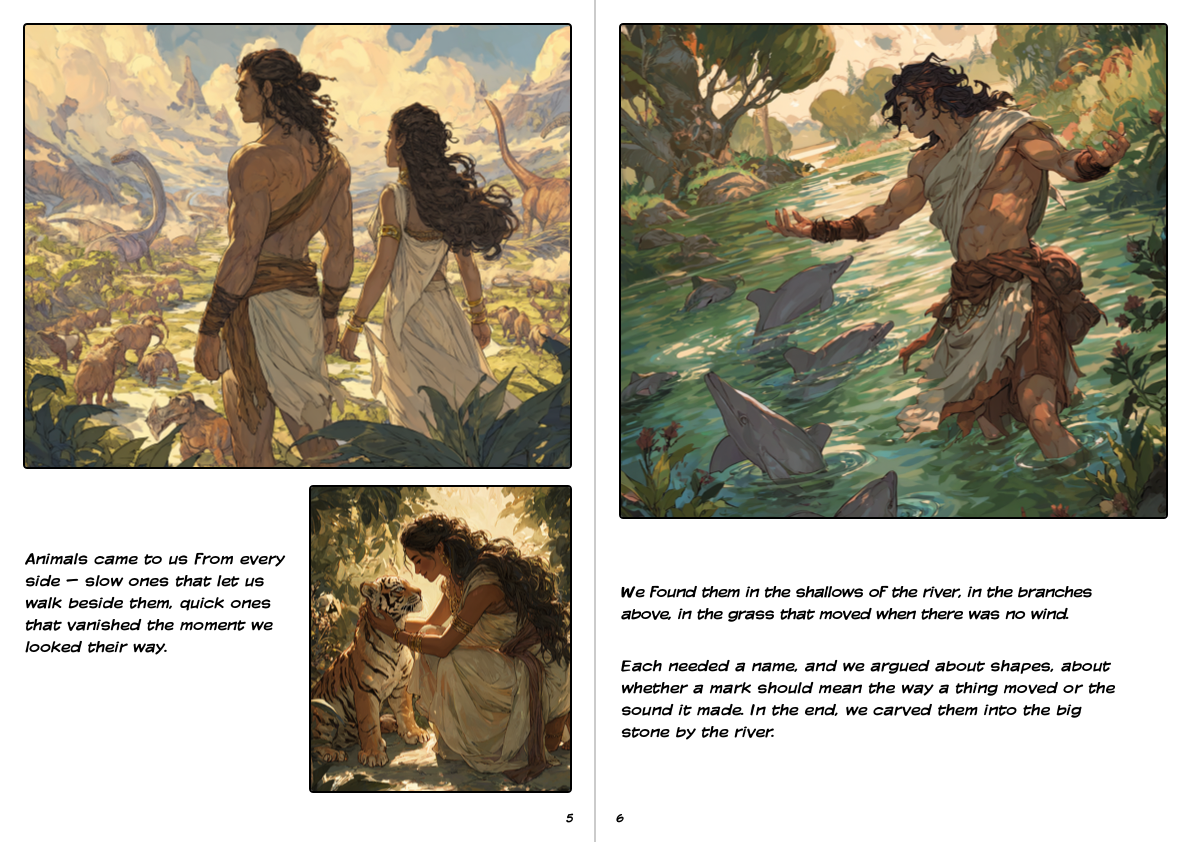 Animals came to us from every
side — slow ones that let us
walk beside them, quick ones
that vanished the moment we
looked their way.
5
We found them in the shallows of the river, in the branches
above, in the grass that moved when there was no wind.
Each needed a name, and we argued about shapes, about
whether a mark should mean the way a thing moved or the
sound it made. In the end, we carved them into the big
stone by the river.
6